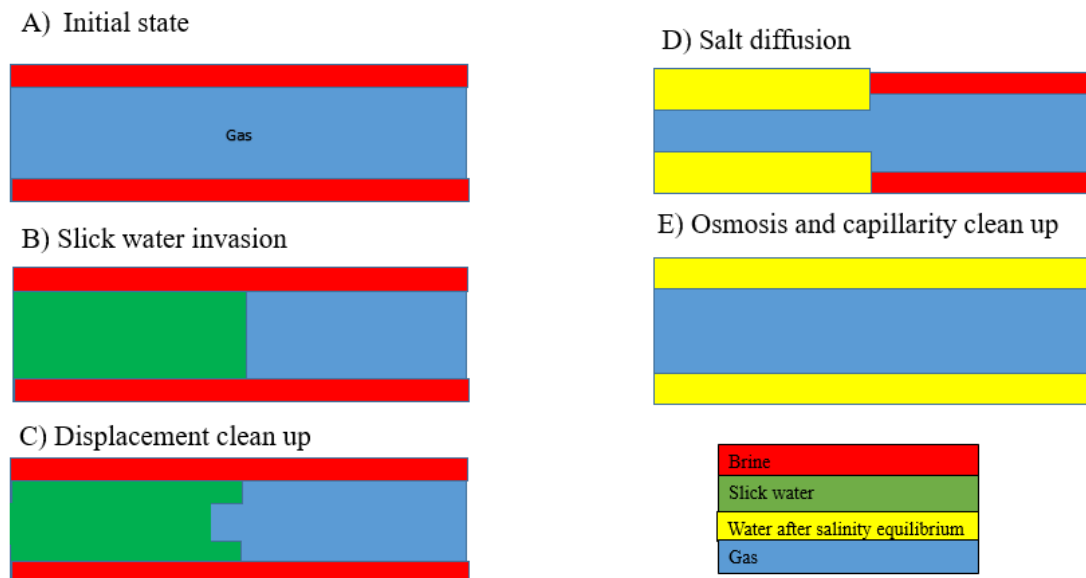 A) Initial state
Gas
B) Slick water invasion
C) Displacement clean up
D) Salt diffusion
E) Osmosis and capillarity clean up
Brine
Slick water
Water after salinity equilibrium
Gas